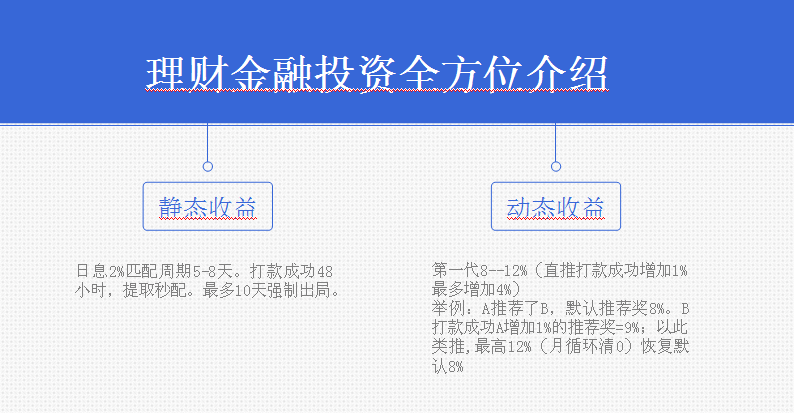 理财金融投资全方位介绍
静态收益
日息2%匹配周期5-8天。打款成功48
小时，提取秒配。最多10天强制出局。
动态收益
第一代8--12%（直推打款成功增加1%
最多增加4%）
举例：A推荐了B，默认推荐奖8%。B
打款成功A增加1%的推荐奖=9%；以此
类推,最高12%（月循环清0）恢复默
认8%